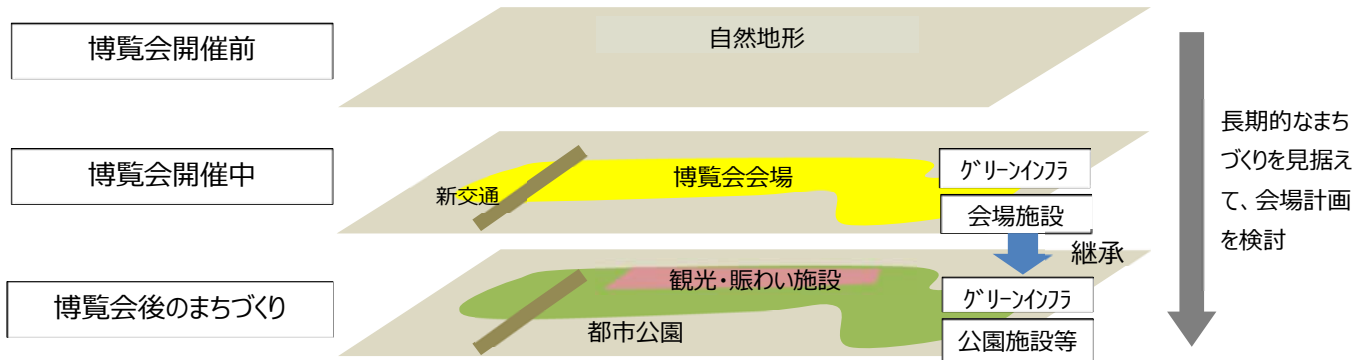 博覧会開催前
自然地形
博覧会開催中
新交通
博覧会会場
グリーンインフラ
会場施設
継承
博覧会後のまちづくり
観光・賑わい施設
都市公園
グリーンインフラ
公園施設等
長期的なまち
づくりを見据え
て、会場計画
を検討